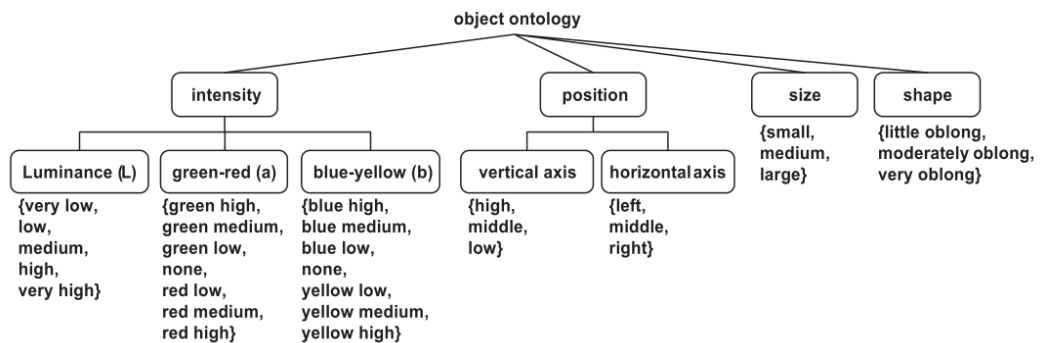 object ontology
intensity
position
size
shape
Luminance (L)
green-red (a)
blue-yellow (b)
vertical axis
horizontal axis
{very low,
low,
medium,
high,
very high}
{green high,
green medium,
green low,
none,
red low,
red medium,
red high}
{blue high,
blue medium,
blue low,
none,
yellow low,
yellow medium,
yellow high}
{high,
middle,
low}
{left,
middle,
right}
{small,
medium,
large}
{little oblong,
moderately oblong,
very oblong}